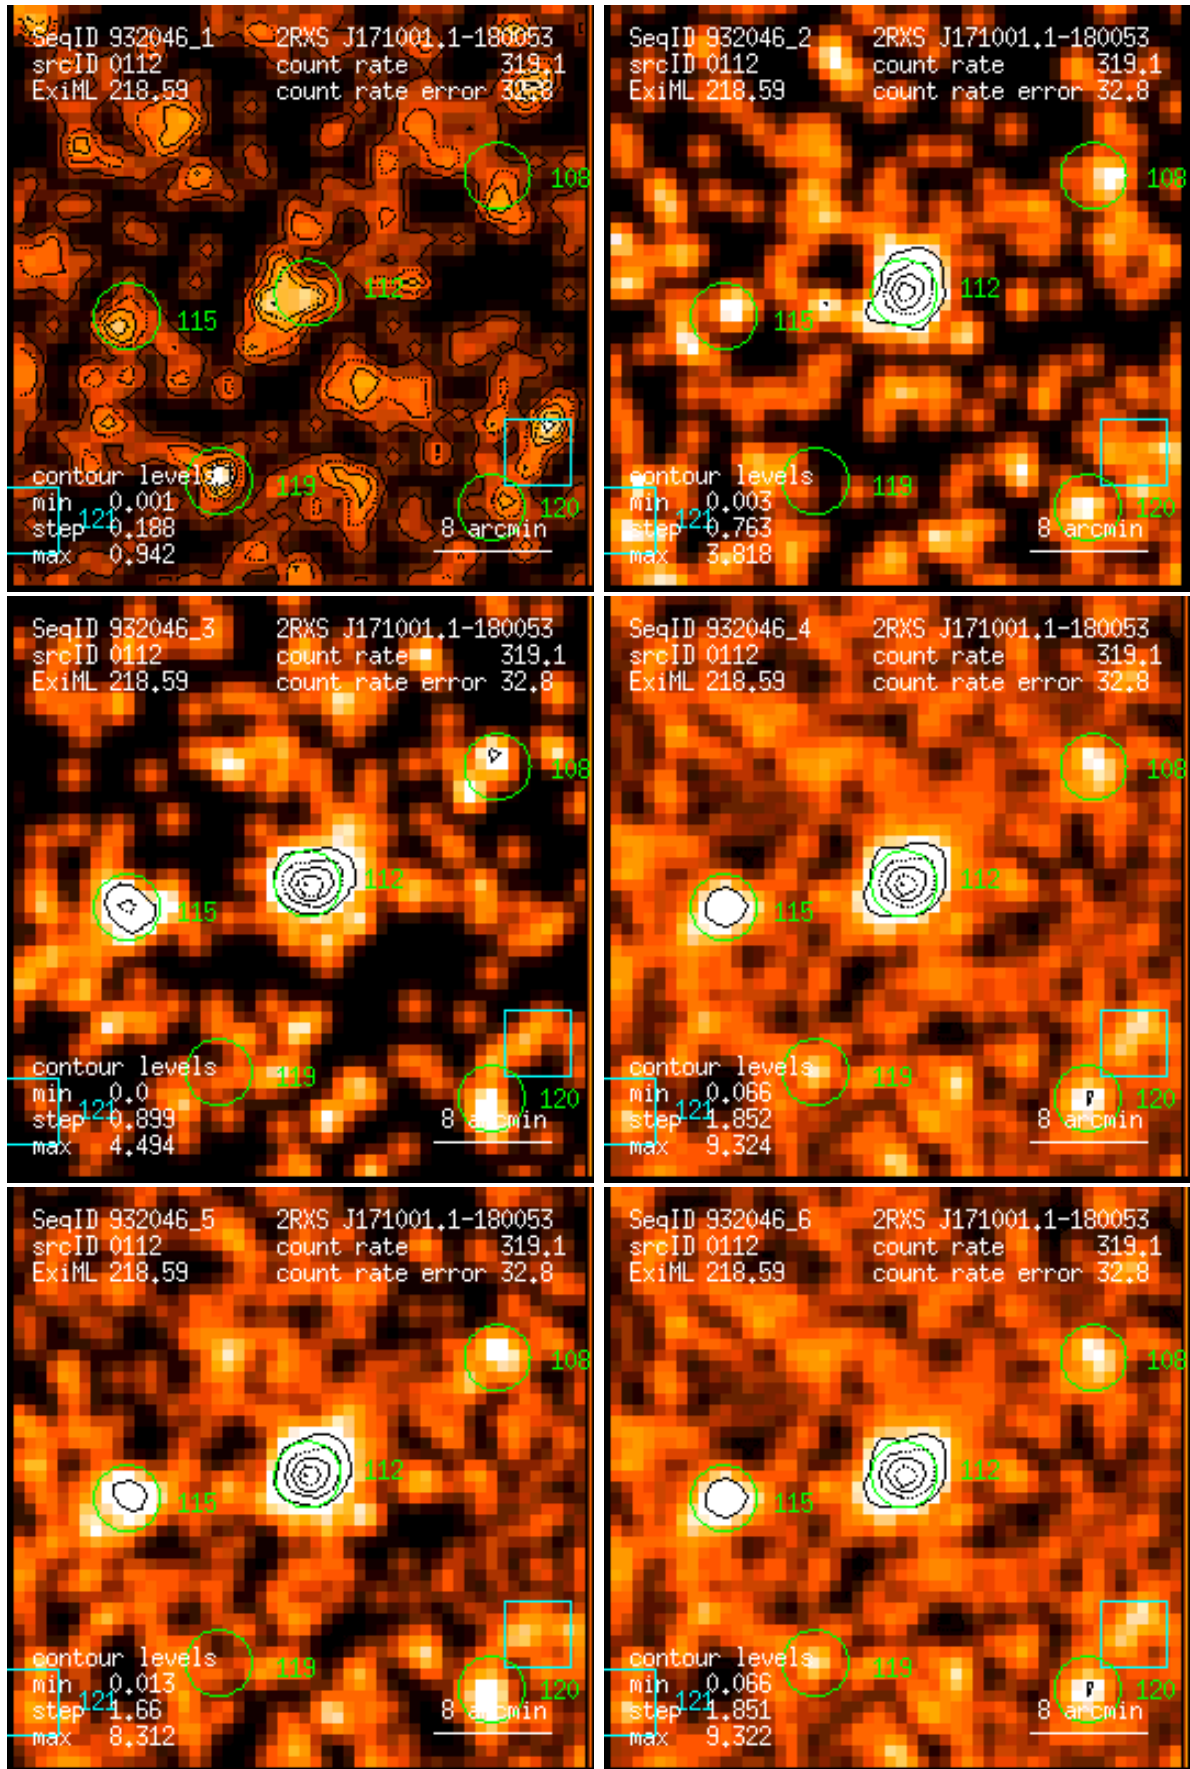 SeqID 932046_1 2RXS J171001.1-180053
srcID 0112 count rate 319.1
ExiML 218.59 count rate error 32.8
108
112
115
contour levels
119
min 0.001
120
121
step 0.188
8 arcmin
max 0.942
SeqID 932046_2 2RXS J171001.1-180053
srcID 0112 count rate 319.1
ExiML 218.59 count rate error 32.8
108
112
115
contour levels
119
min 0.003
120
121
step 0.763
8 arcmin
max 3.818
SeqID 932046_3 2RXS J171001.1-180053
srcID 0112 count rate 319.1
ExiML 218.59 count rate error 32.8
108
112
115
contour levels
119
min 0.0
120
121
step 0.899
8 arcmin
max 4.494
SeqID 932046_4 2RXS J171001.1-180053
srcID 0112 count rate 319.1
ExiML 218.59 count rate error 32.8
108
112
115
contour levels
119
min 0.066
120
121
step 1.852
8 arcmin
max 9.324
SeqID 932046_5 2RXS J171001.1-180053
srcID 0112 count rate 319.1
ExiML 218.59 count rate error 32.8
108
112
115
contour levels
119
min 0.013
120
121
step 1.66
8 arcmin
max 8.312
SeqID 932046_6 2RXS J171001.1-180053
srcID 0112 count rate 319.1
ExiML 218.59 count rate error 32.8
108
112
115
contour levels
119
min 0.066
120
121
step 1.851
8 arcmin
max 9.322